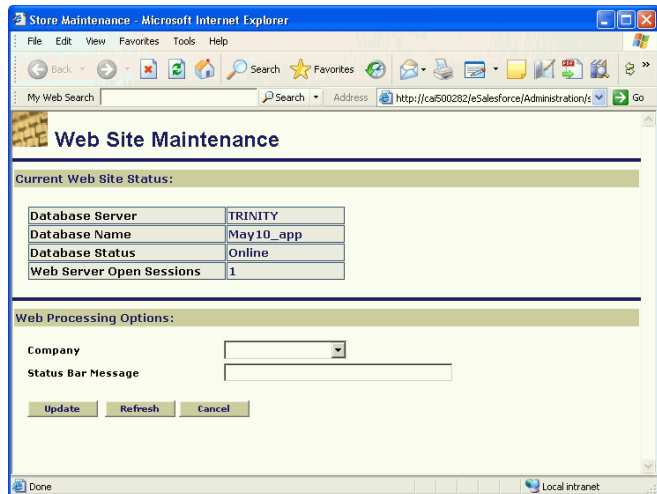 Store Maintenance - Microsoft Internet Explorer
File Edit View Favorites Tools Help
Back Search Favorites
My Web Search Search Address http://cai500282/eSalesforce/Administration/s Go
Web Site Maintenance
Current Web Site Status:
Database Server TRINITY
Database Name May10_app
Database Status Online
Web Server Open Sessions 1
Web Processing Options:
Company
Status Bar Message
Update Refresh Cancel
Done Local intranet